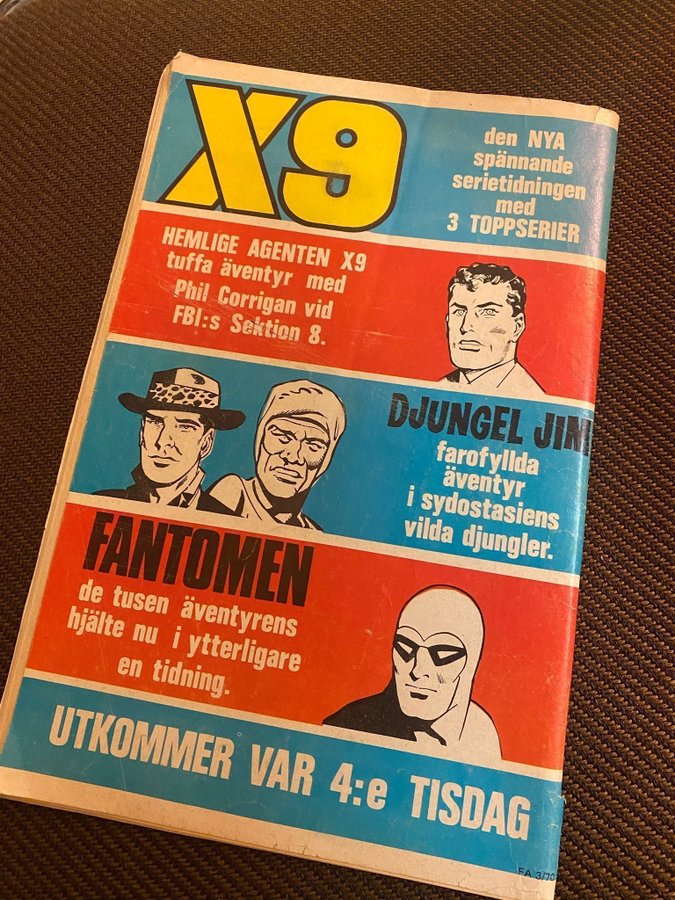 X9
den NYA
spännande
serietidningen
med
3 TOPPSERIER
HEMLIGE AGENTEN X9
tuffa äventyr med
Phil Corrigan vid
FBI:s Sektion 8.
DJUNGEL JIM
farofyllda
äventyr
i sydostasiens
vilda djungler.
FANTOMEN
de tusen äventyrens
hjälte nu i ytterligare
en tidning.
UTKOMMER VAR 4:e TISDAG
FA 3/70